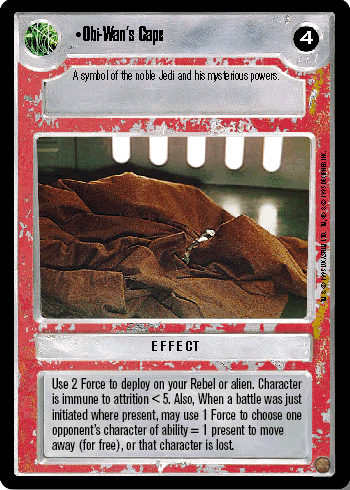 •Obi-Wan's Cape
4
A symbol of the noble Jedi and his mysterious powers.
EFFECT
Use 2 Force to deploy on your Rebel or alien. Character
is immune to attrition < 5. Also, When a battle was just
initiated where present, may use 1 Force to choose one
opponent's character of ability = 1 present to move
away (for free), or that character is lost.